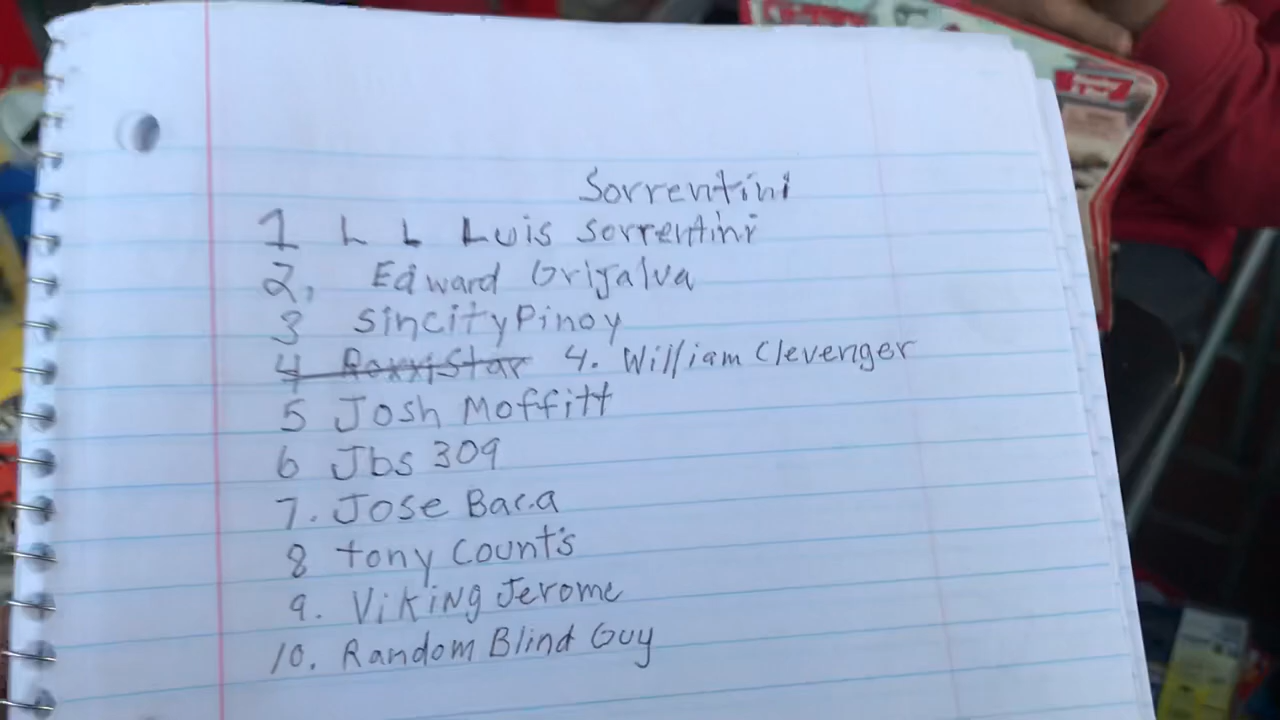 Sorrentini
1 L L Luis Sorrentini
2, Edward Grijalva
3 SincityPinoy
4 RoxxiStar 4. William Clevenger
5 Josh Moffitt
6 Jbs 309
7. Jose Baca
8 tony Counts
9. Viking Jerome
10. Random Blind Guy